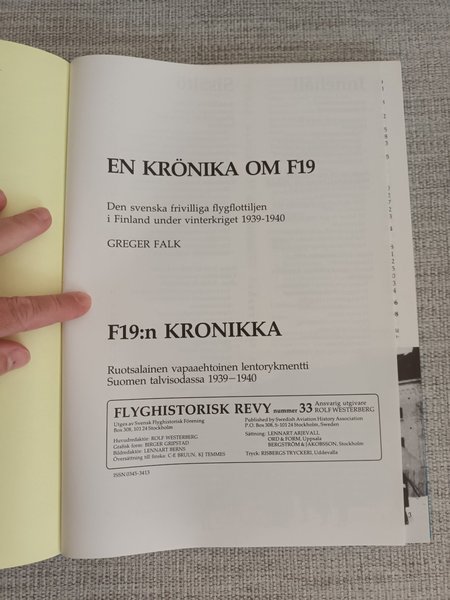 EN KRÖNIKA OM F19
Den svenska frivilliga flygflottiljen
i Finland under vinterkriget 1939-1940
GREGER FALK
F19:n KRONIKKA
Ruotsalainen vapaaehtoinen lentorykmentti
Suomen talvisodassa 1939—1940
FLYGHISTORISK REVY nummer 33 Ansvarig utgivare
ROLF WESTERBERG
Utges av Svensk Flyghistorisk Förening
Box 308, 101 24 Stockholm
Huvudredaktör: ROLF WESTERBERG
Grafisk form: BIRGER GRIPSTAD
Bildredaktör: LENNART BERNS
Översättning till finska: C-E BRUUN, KJ TEMMES
Published by Swedish Aviation History Association
P.O. Box 308, S-101 24 Stockholm, Sweden
Sättning: LENNART ARJEVALL
ORD & FORM, Uppsala
BERGSTRÖM & JAKOBSSON, Stockholm
Tryck: RISBERGS TRYCKERI, Uddevalla
ISSN 0345-3413